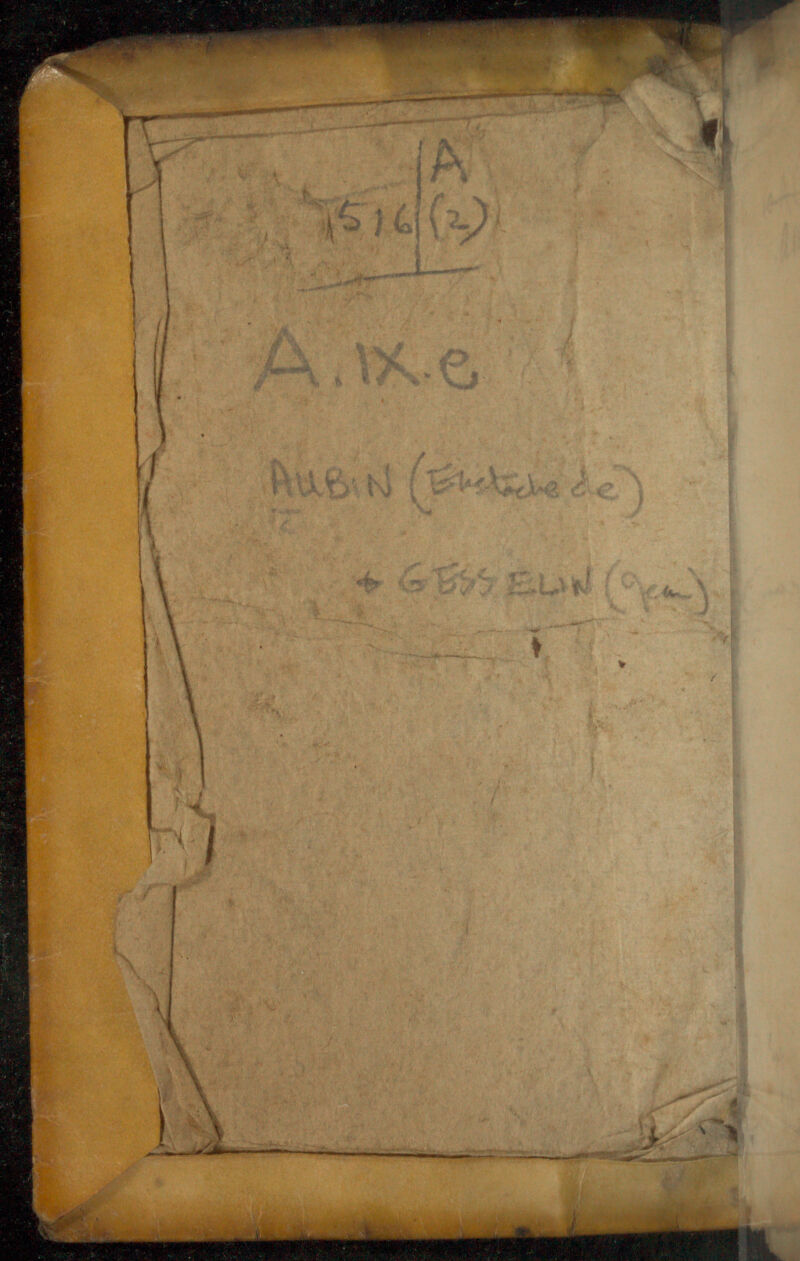 A
516 (2)
A.IX.e
AUBIN (Eustache de)
+ GESSELIN (Jean)